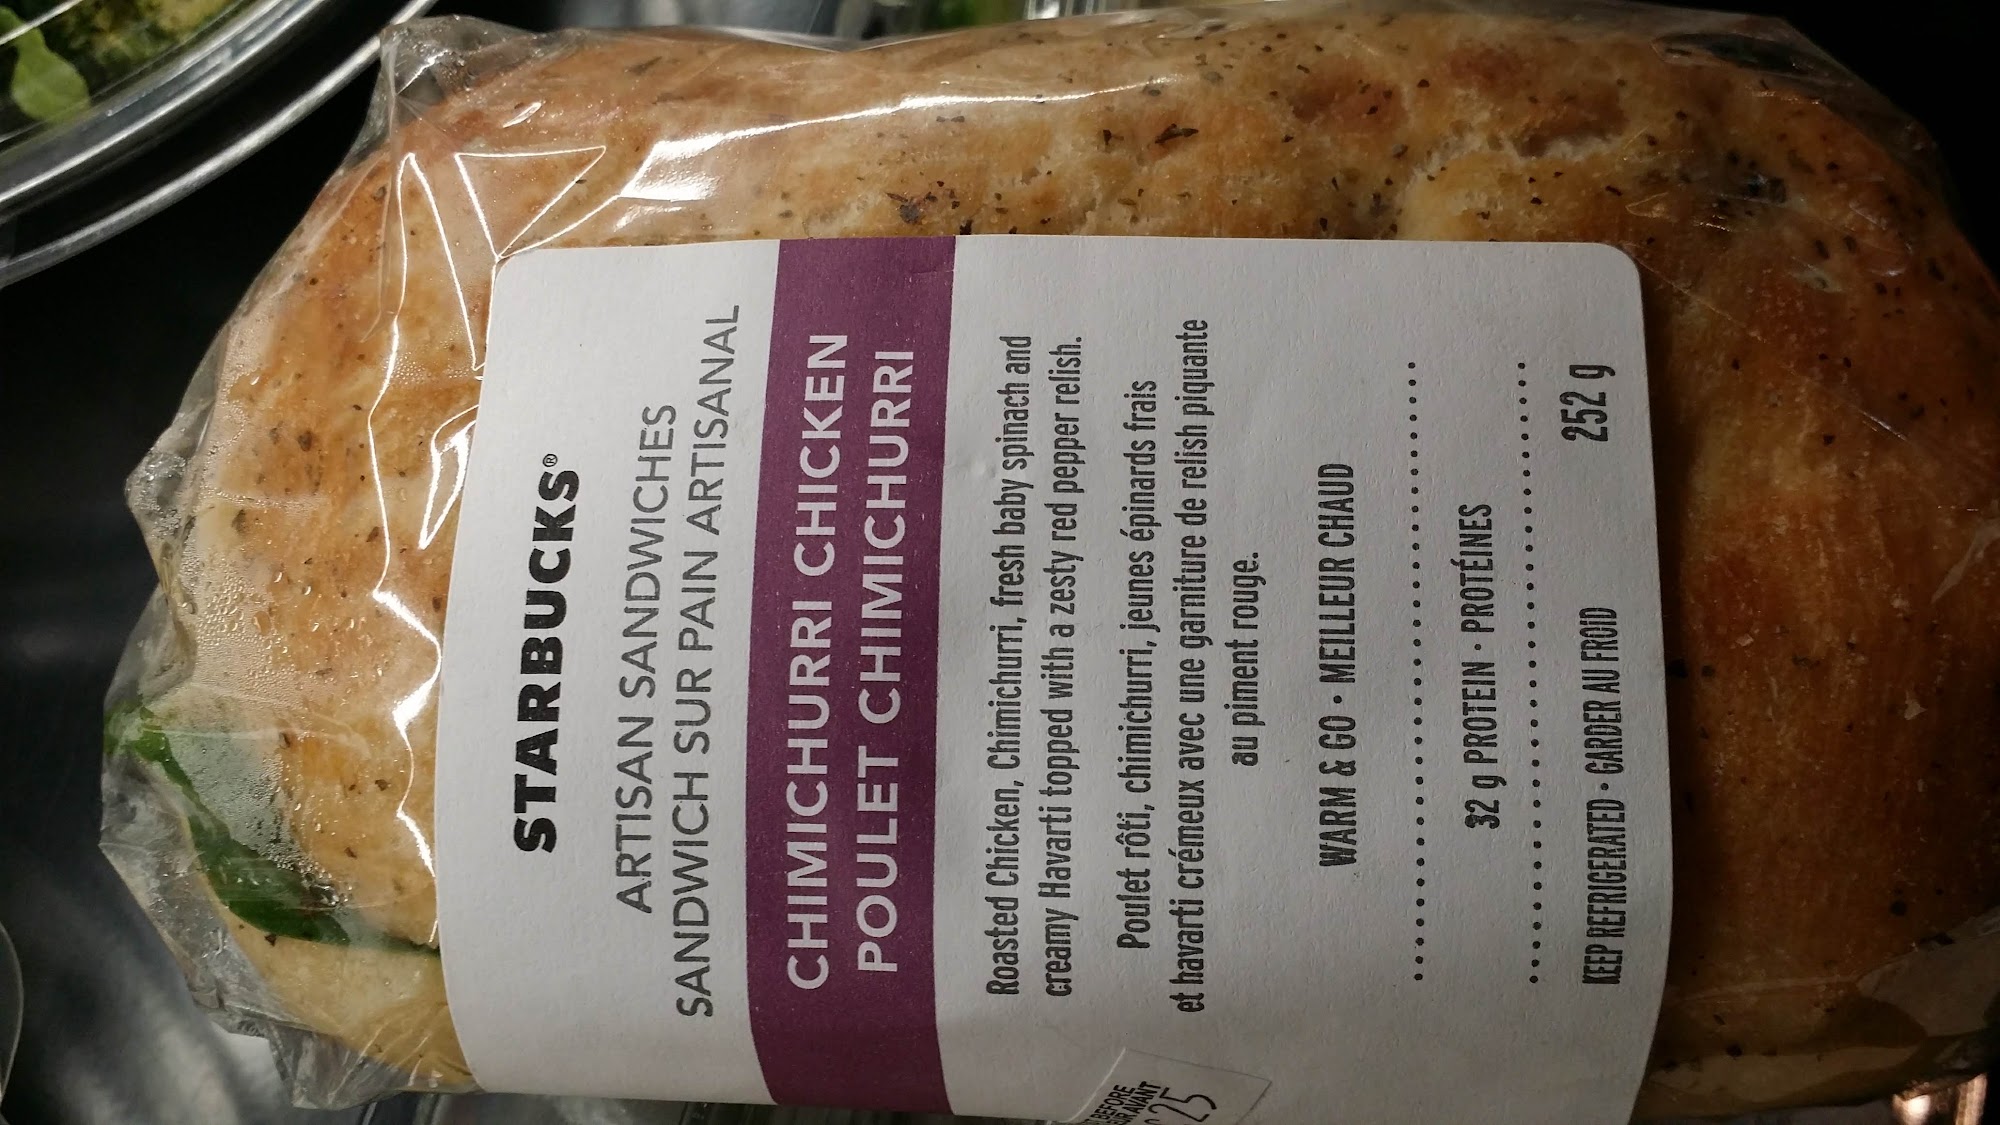 STARBUCKS®
ARTISAN SANDWICHES
SANDWICH SUR PAIN ARTISANAL
CHIMICHURRI CHICKEN
POULET CHIMICHURRI
Roasted Chicken, Chimichurri, fresh baby spinach and
creamy Havarti topped with a zesty red pepper relish.
Poulet rôti, chimichurri, jeunes épinards frais
et havarti crémeux avec une garniture de relish piquante
au piment rouge.
WARM & GO · MEILLEUR CHAUD
32 g PROTEIN · PROTÉINES
KEEP REFRIGERATED · GARDER AU FROID 252 g
BEFORE
AVANT
25